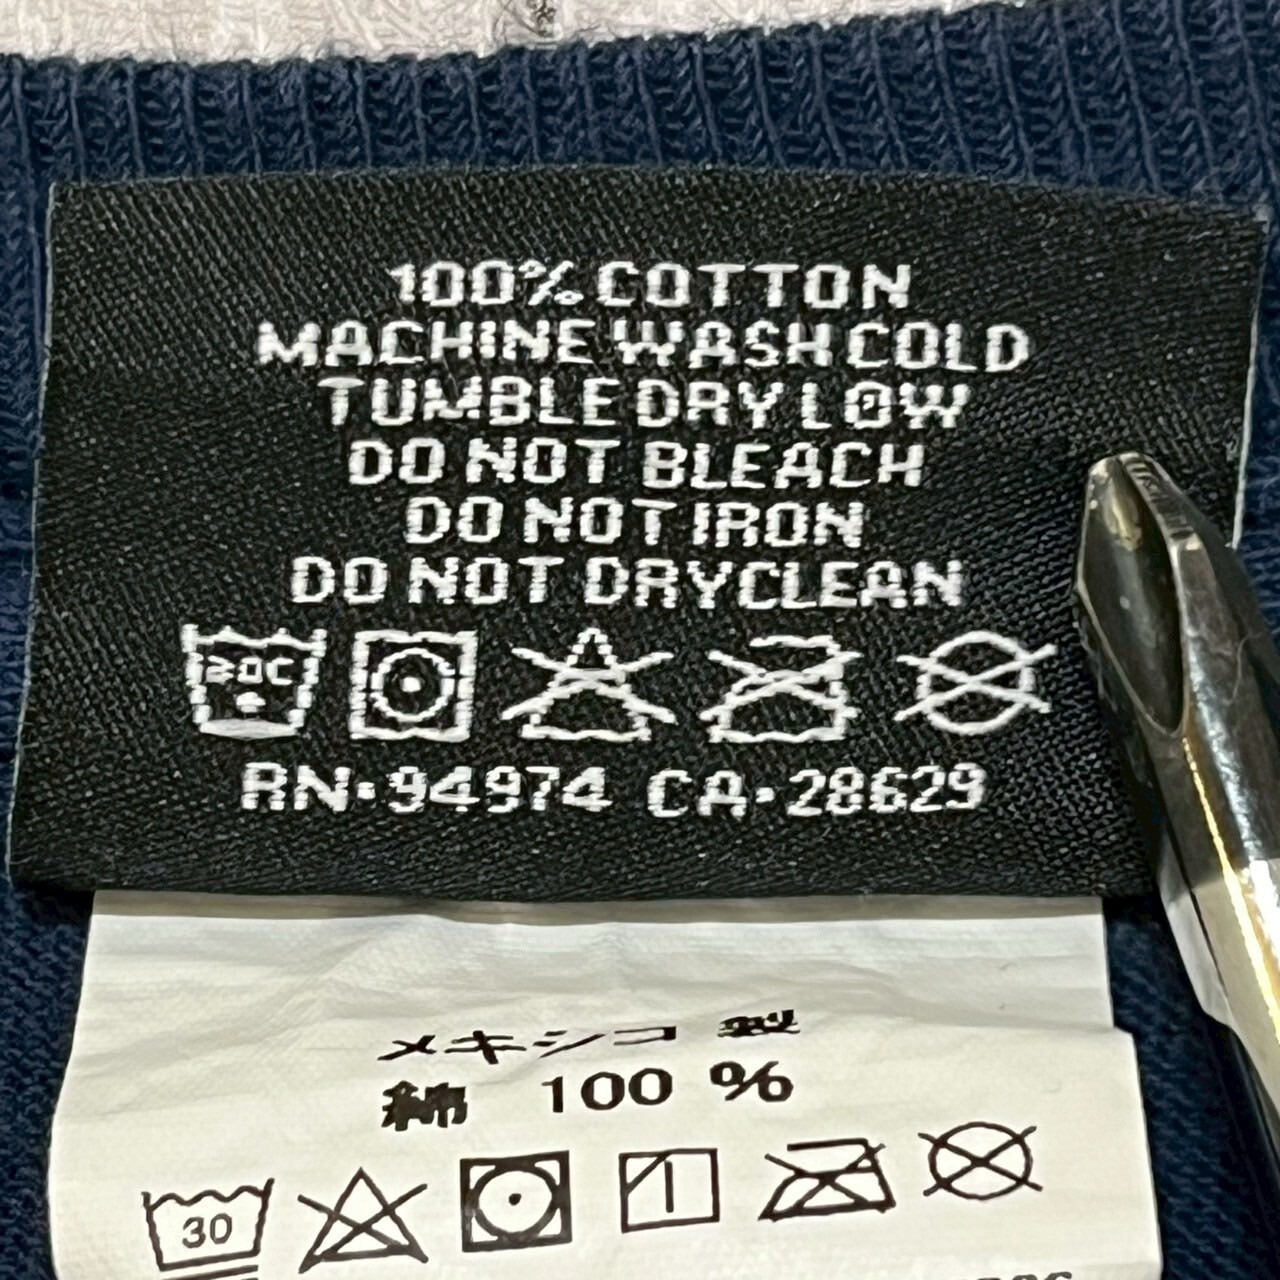 100% COTTON
MACHINE WASH COLD
TUMBLE DRY LOW
DO NOT BLEACH
DO NOT IRON
DO NOT DRYCLEAN
RN·94974 CA·28629
メキシコ 製
綿 100 %
30